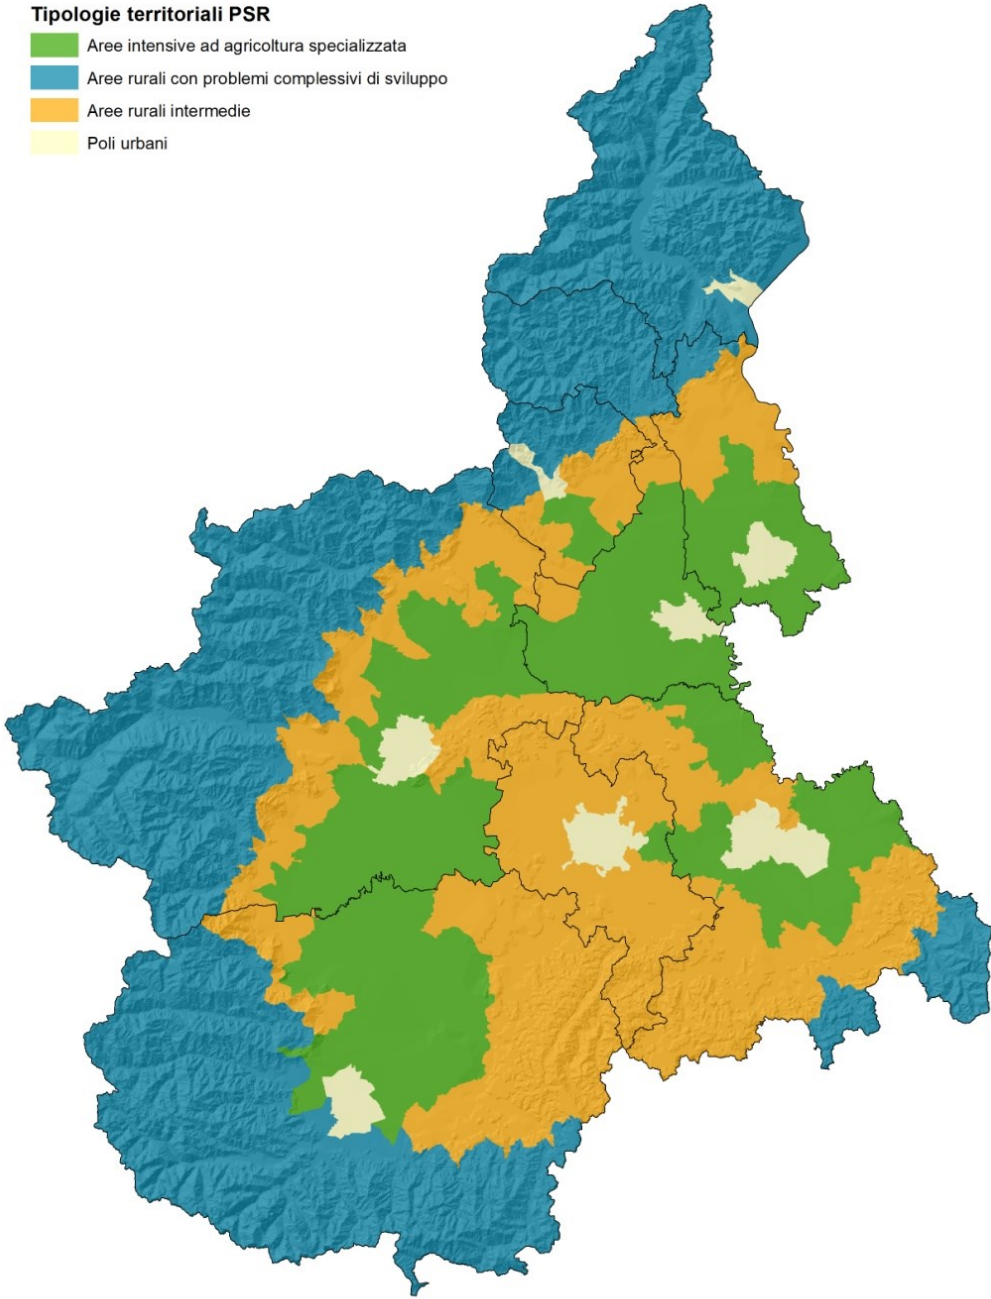 Tipologie territoriali PSR
Aree intensive ad agricoltura specializzata
Aree rurali con problemi complessivi di sviluppo
Aree rurali intermedie
Poli urbani